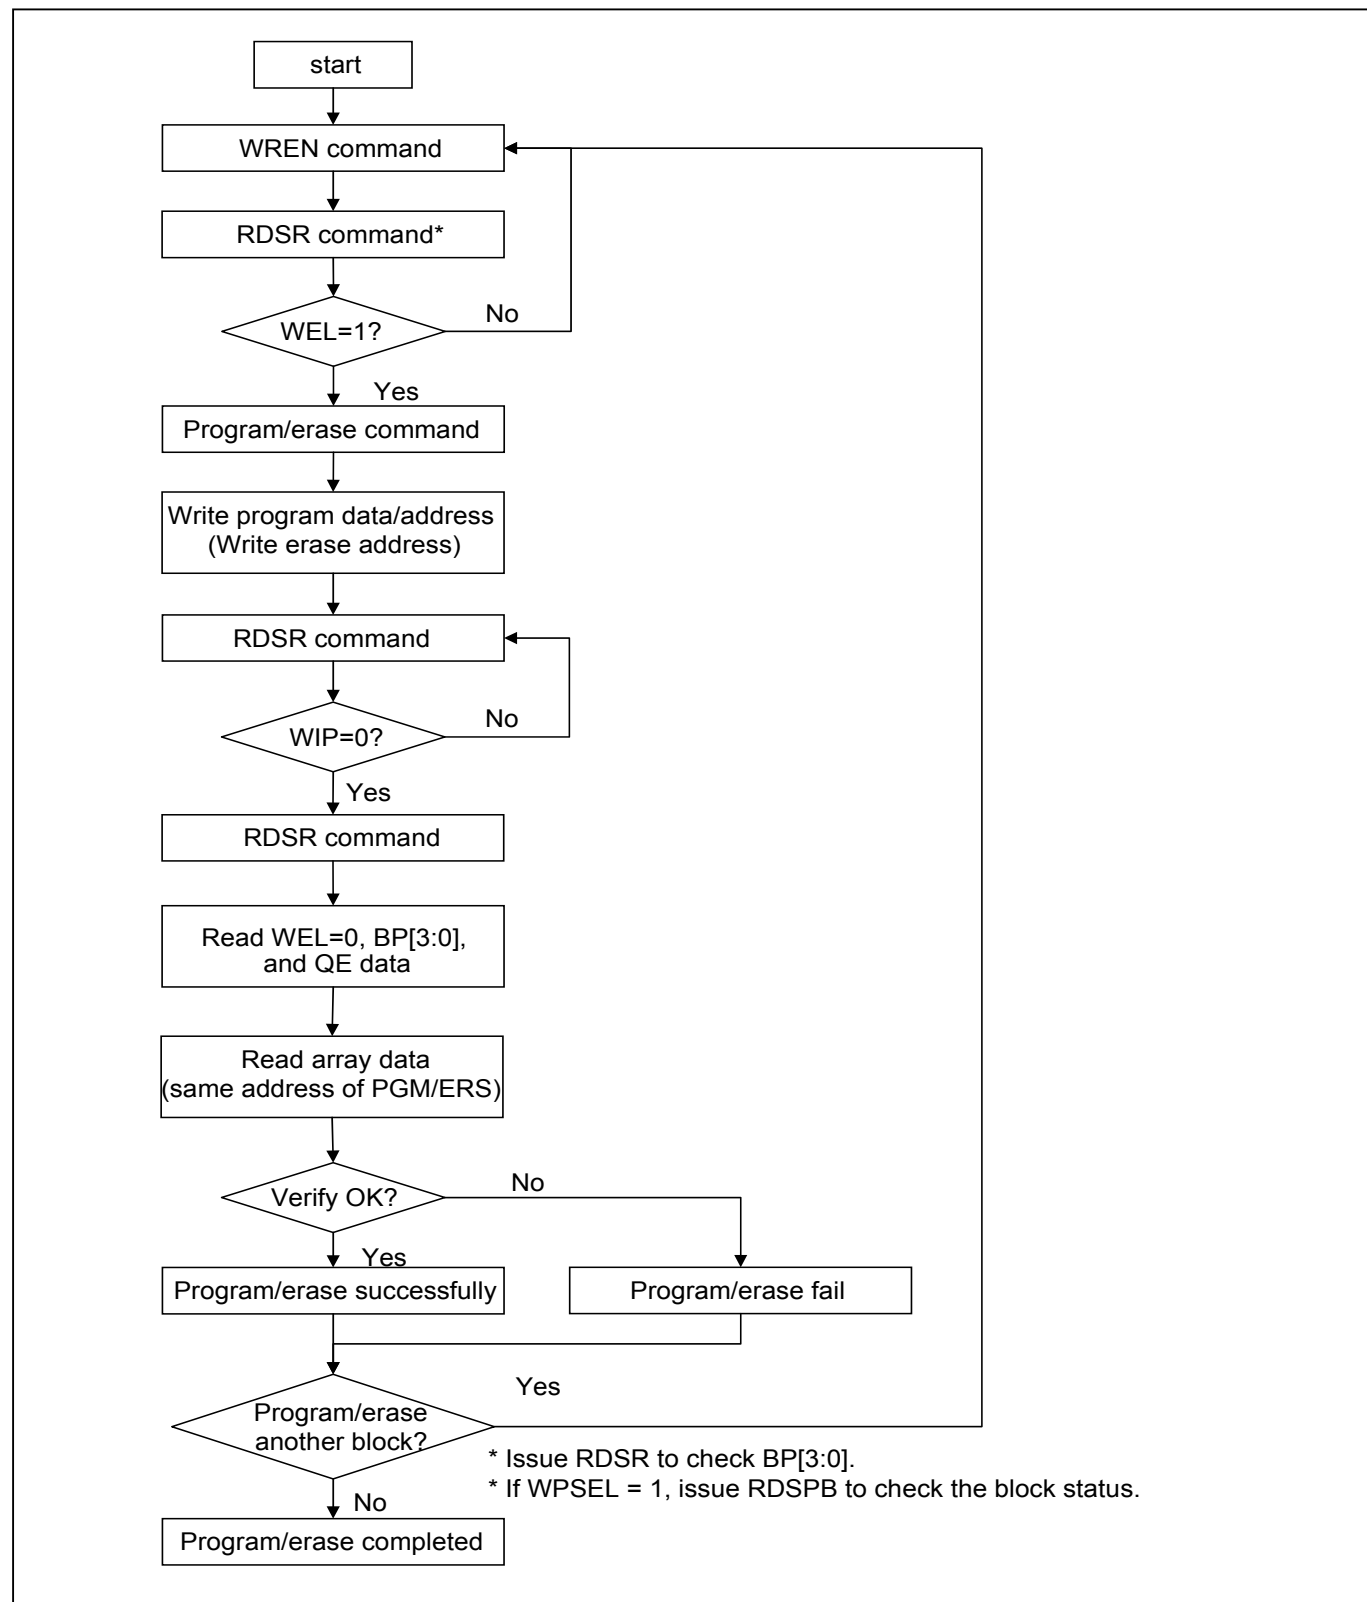 start
WREN command
RDSR command*
WEL=1?
No
Yes
Program/erase command
Write program data/address
(Write erase address)
RDSR command
WIP=0?
No
Yes
RDSR command
Read WEL=0, BP[3:0],
and QE data
Read array data
(same address of PGM/ERS)
Verify OK?
No
Yes
Program/erase successfully
Program/erase fail
Program/erase
another block?
Yes
* Issue RDSR to check BP[3:0].
* If WPSEL = 1, issue RDSPB to check the block status.
No
Program/erase completed